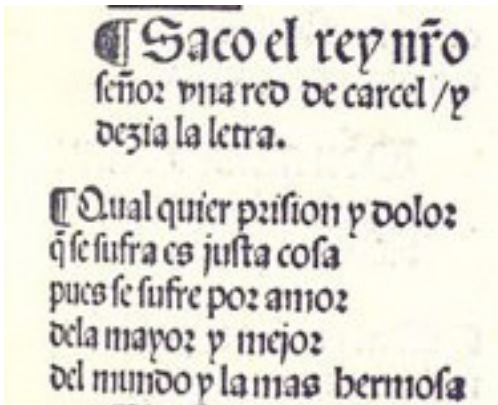 ¶ Saco el rey nr̃o
señor vna red de carcel / y
dezia la letra.
¶ Qual quier prision y dolor
q̃ se sufra es justa cosa
pues se sufre por amor
dela mayor y mejor
del mundo y la mas hermosa